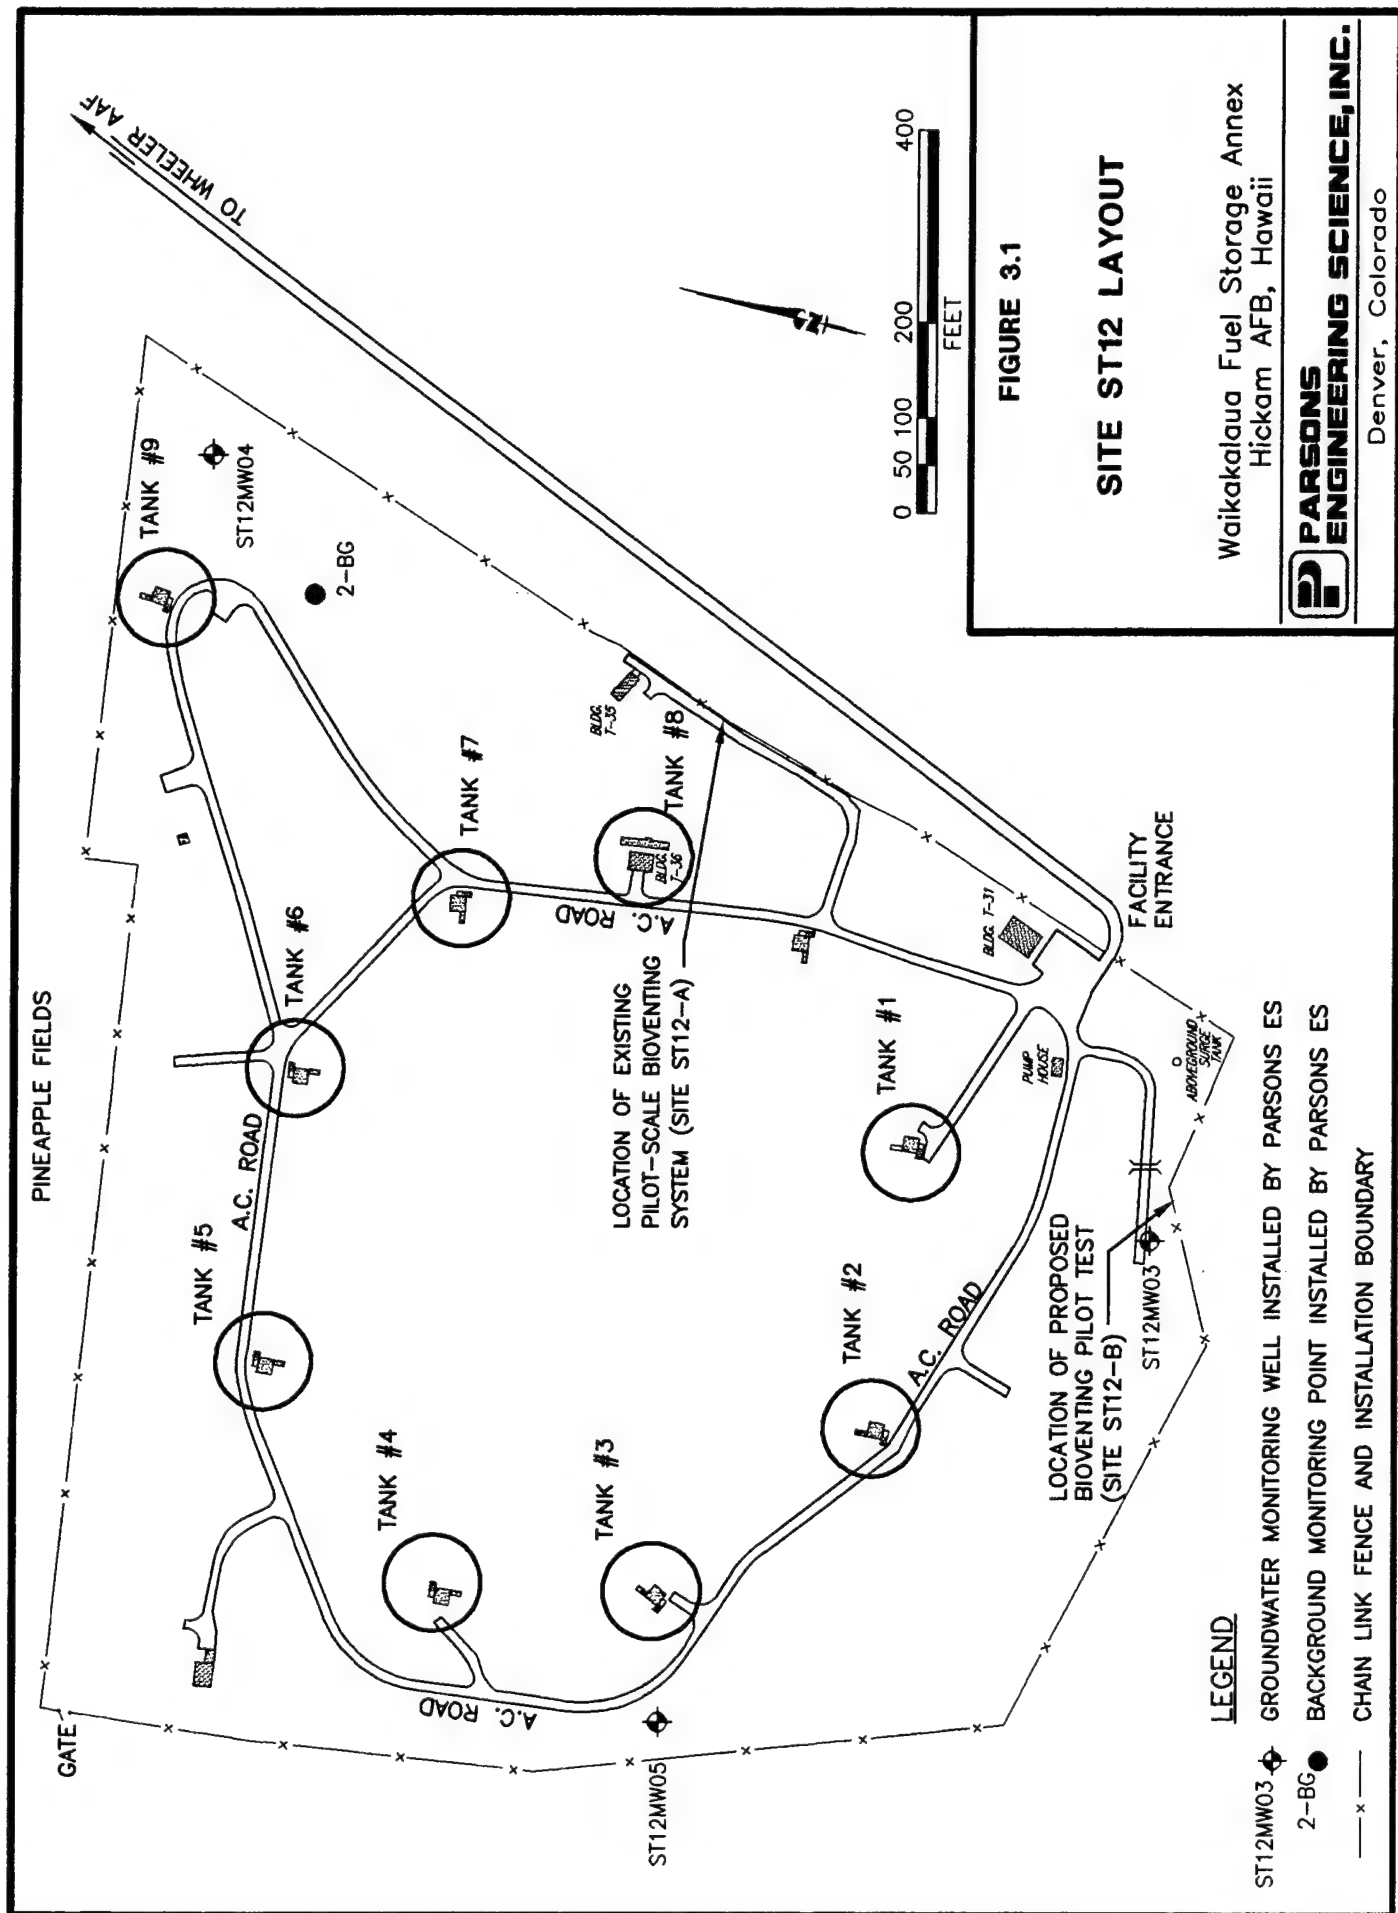 PINEAPPLE FIELDS
GATE
TO WHEELER AAF
TANK #9
ST12MW04
2-BG
TANK #6
TANK #5
A.C. ROAD
TANK #7
TANK #4
TANK #3
A.C. ROAD
ST12MW05
BLDG.
T-35
TANK #8
BLDG.
T-36
A.C.
ROAD
LOCATION OF EXISTING
PILOT-SCALE BIOVENTING
SYSTEM (SITE ST12-A)
TANK #1
TANK #2
A.C. ROAD
BLDG. T-31
PUMP
HOUSE
FACILITY
ENTRANCE
ABOVEGROUND
SURGE
TANK
LOCATION OF PROPOSED
BIOVENTING PILOT TEST
(SITE ST12-B)
ST12MW03
N
0 50 100 200 400
FEET
LEGEND
ST12MW03 GROUNDWATER MONITORING WELL INSTALLED BY PARSONS ES
2-BG BACKGROUND MONITORING POINT INSTALLED BY PARSONS ES
—x— CHAIN LINK FENCE AND INSTALLATION BOUNDARY
FIGURE 3.1
SITE ST12 LAYOUT
Waikakalaua Fuel Storage Annex
Hickam AFB, Hawaii
PARSONS
ENGINEERING SCIENCE, INC.
Denver, Colorado